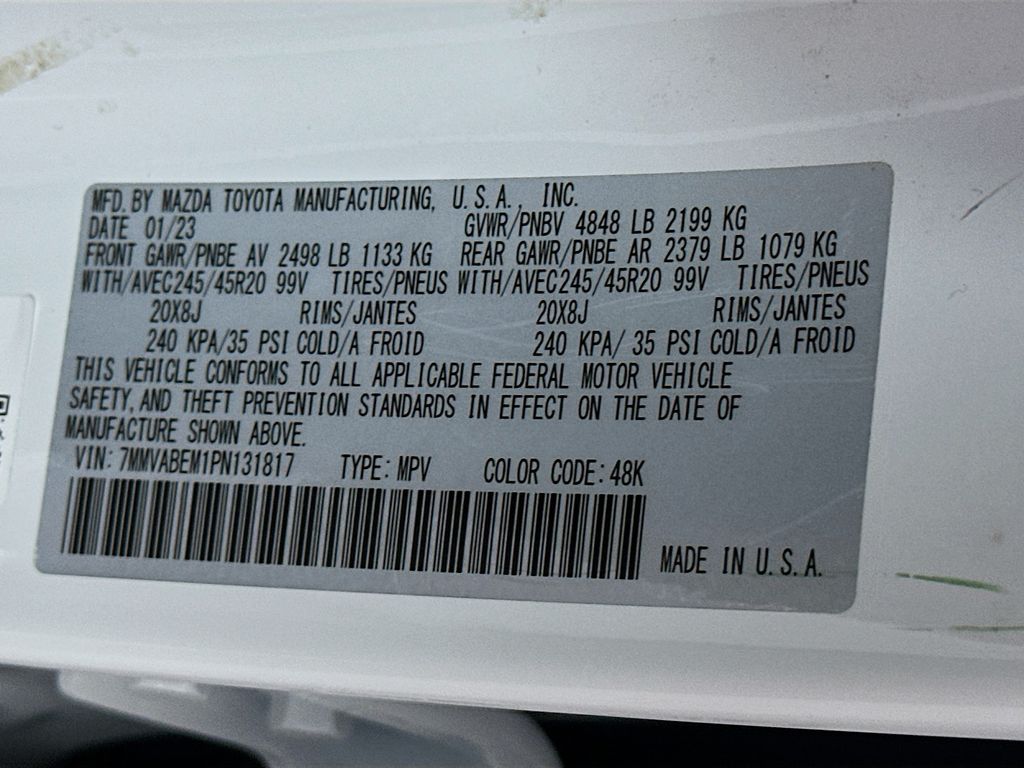 MFD. BY MAZDA TOYOTA MANUFACTURING, U.S.A., INC.
DATE 01/23 GVWR/PNBV 4848 LB 2199 KG
FRONT GAWR/PNBE AV 2498 LB 1133 KG REAR GAWR/PNBE AR 2379 LB 1079 KG
WITH/AVEC245/45R20 99V TIRES/PNEUS WITH/AVEC245/45R20 99V TIRES/PNEUS
20X8J RIMS/JANTES 20X8J RIMS/JANTES
240 KPA/35 PSI COLD/A FROID 240 KPA/ 35 PSI COLD/A FROID
THIS VEHICLE CONFORMS TO ALL APPLICABLE FEDERAL MOTOR VEHICLE
SAFETY, AND THEFT PREVENTION STANDARDS IN EFFECT ON THE DATE OF
MANUFACTURE SHOWN ABOVE.
VIN: 7MMVABEM1PN131817 TYPE: MPV COLOR CODE: 48K
MADE IN U.S.A.